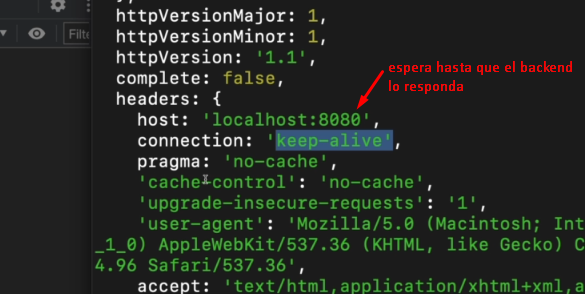 Filte
httpVersionMajor: 1,
httpVersionMinor: 1,
httpVersion: '1.1',
complete: false,
headers: {
host: 'localhost:8080',
connection: 'keep-alive',
pragma: 'no-cache',
'cache-control': 'no-cache',
'upgrade-insecure-requests': '1',
'user-agent': 'Mozilla/5.0 (Macintosh; Int
_1_0) AppleWebKit/537.36 (KHTML, like Gecko) C
4.96 Safari/537.36',
accept: 'text/html,application/xhtml+xml,a
espera hasta que el backend
lo responda